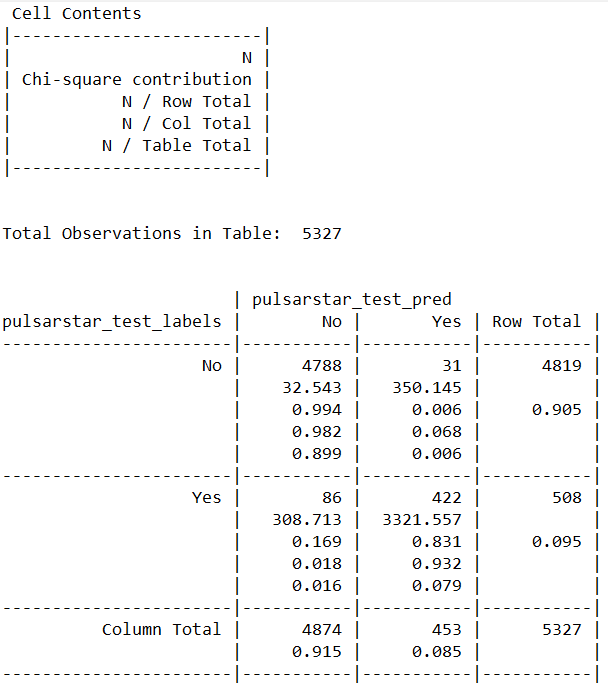 Cell Contents
|-------------------------|
|                       N |
| Chi-square contribution |
|           N / Row Total |
|           N / Col Total |
|         N / Table Total |
|-------------------------|
Total Observations in Table:  5327
                       | pulsarstar_test_pred
pulsarstar_test_labels |        No |       Yes | Row Total |
-----------------------|-----------|-----------|-----------|
                    No |      4788 |        31 |      4819 |
                       |    32.543 |   350.145 |           |
                       |     0.994 |     0.006 |     0.905 |
                       |     0.982 |     0.068 |           |
                       |     0.899 |     0.006 |           |
-----------------------|-----------|-----------|-----------|
                   Yes |        86 |       422 |       508 |
                       |   308.713 |  3321.557 |           |
                       |     0.169 |     0.831 |     0.095 |
                       |     0.018 |     0.932 |           |
                       |     0.016 |     0.079 |           |
-----------------------|-----------|-----------|-----------|
          Column Total |      4874 |       453 |      5327 |
                       |     0.915 |     0.085 |           |
-----------------------|-----------|-----------|-----------|